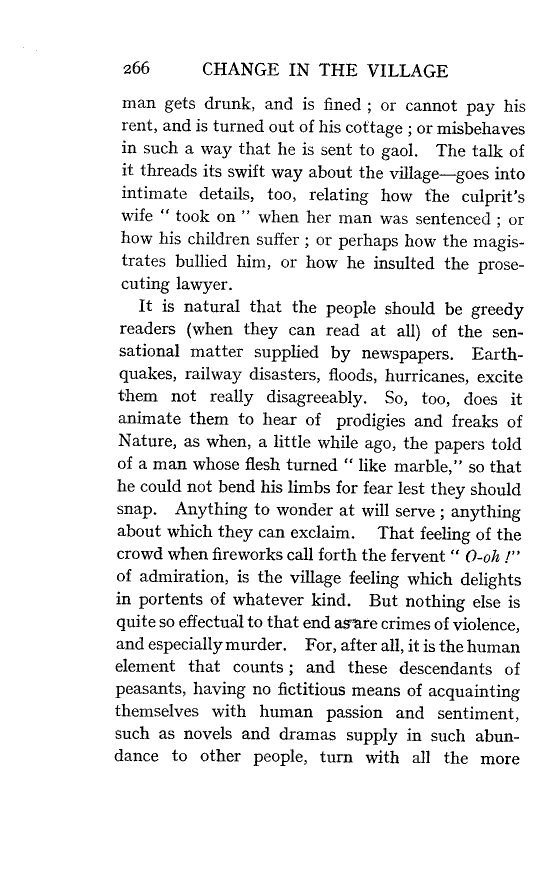 266 CHANGE IN THE VILLAGE
man gets drunk, and is fined ; or cannot pay his
rent, and is turned out of his cottage ; or misbehaves
in such a way that he is sent to gaol. The talk of
it threads its swift way about the village—goes into
intimate details, too, relating how the culprit's
wife “ took on ” when her man was sentenced ; or
how his children suffer ; or perhaps how the magis-
trates bullied him, or how he insulted the prose-
cuting lawyer.
It is natural that the people should be greedy
readers (when they can read at all) of the sen-
sational matter supplied by newspapers. Earth-
quakes, railway disasters, floods, hurricanes, excite
them not really disagreeably. So, too, does it
animate them to hear of prodigies and freaks of
Nature, as when, a little while ago, the papers told
of a man whose flesh turned “ like marble,” so that
he could not bend his limbs for fear lest they should
snap. Anything to wonder at will serve ; anything
about which they can exclaim. That feeling of the
crowd when fireworks call forth the fervent “ O-oh !”
of admiration, is the village feeling which delights
in portents of whatever kind. But nothing else is
quite so effectual to that end as are crimes of violence,
and especially murder. For, after all, it is the human
element that counts ; and these descendants of
peasants, having no fictitious means of acquainting
themselves with human passion and sentiment,
such as novels and dramas supply in such abun-
dance to other people, turn with all the more